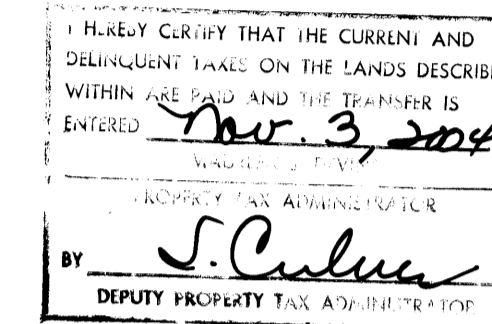 I HEREBY CERTIFY THAT THE CURRENT AND
DELINQUENT TAXES ON THE LANDS DESCRIBE
WITHIN ARE PAID AND THE TRANSFER IS
ENTERED Nov. 3, 2004
PROPERTY TAX ADMINISTRATOR
BY J. Culver
DEPUTY PROPERTY TAX ADMINISTRATOR